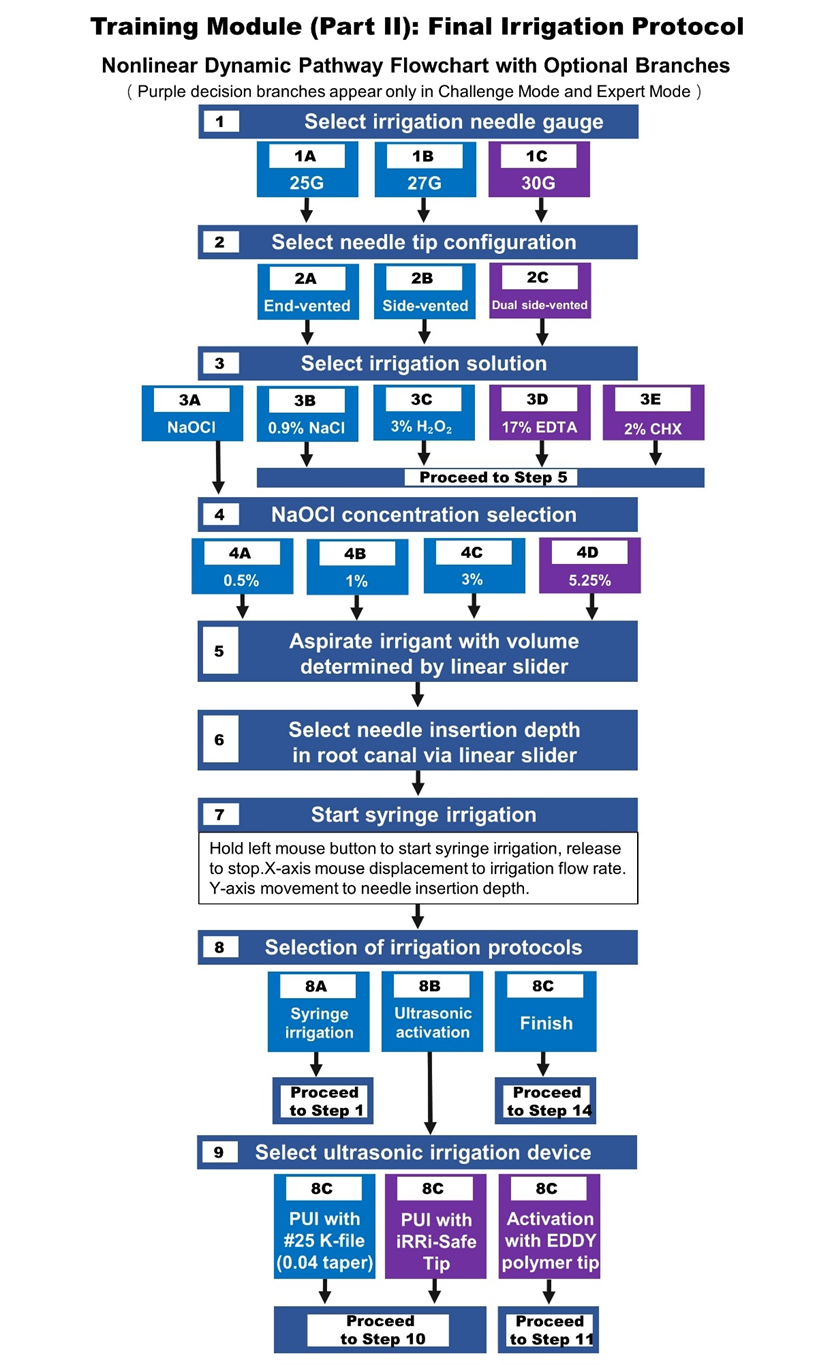 Training Module (Part II): Final Irrigation Protocol
Nonlinear Dynamic Pathway Flowchart with Optional Branches
( Purple decision branches appear only in Challenge Mode and Expert Mode )
1 Select irrigation needle gauge
1A 1B 1C
25G 27G 30G
2 Select needle tip configuration
2A 2B 2C
End-vented Side-vented Dual side-vented
3 Select irrigation solution
3A 3B 3C 3D 3E
NaOCl 0.9% NaCl 3% H₂O₂ 17% EDTA 2% CHX
Proceed to Step 5
4 NaOCl concentration selection
4A 4B 4C 4D
0.5% 1% 3% 5.25%
5 Aspirate irrigant with volume
determined by linear slider
6 Select needle insertion depth
in root canal via linear slider
7 Start syringe irrigation
Hold left mouse button to start syringe irrigation, release
to stop.X-axis mouse displacement to irrigation flow rate.
Y-axis movement to needle insertion depth.
8 Selection of irrigation protocols
8A 8B 8C
Syringe
irrigation
Ultrasonic
activation
Finish
Proceed
to Step 1
Proceed
to Step 14
9 Select ultrasonic irrigation device
8C 8C 8C
PUI with
#25 K-file
(0.04 taper)
PUI with
iRRi-Safe
Tip
Activation
with EDDY
polymer tip
Proceed
to Step 10
Proceed
to Step 11